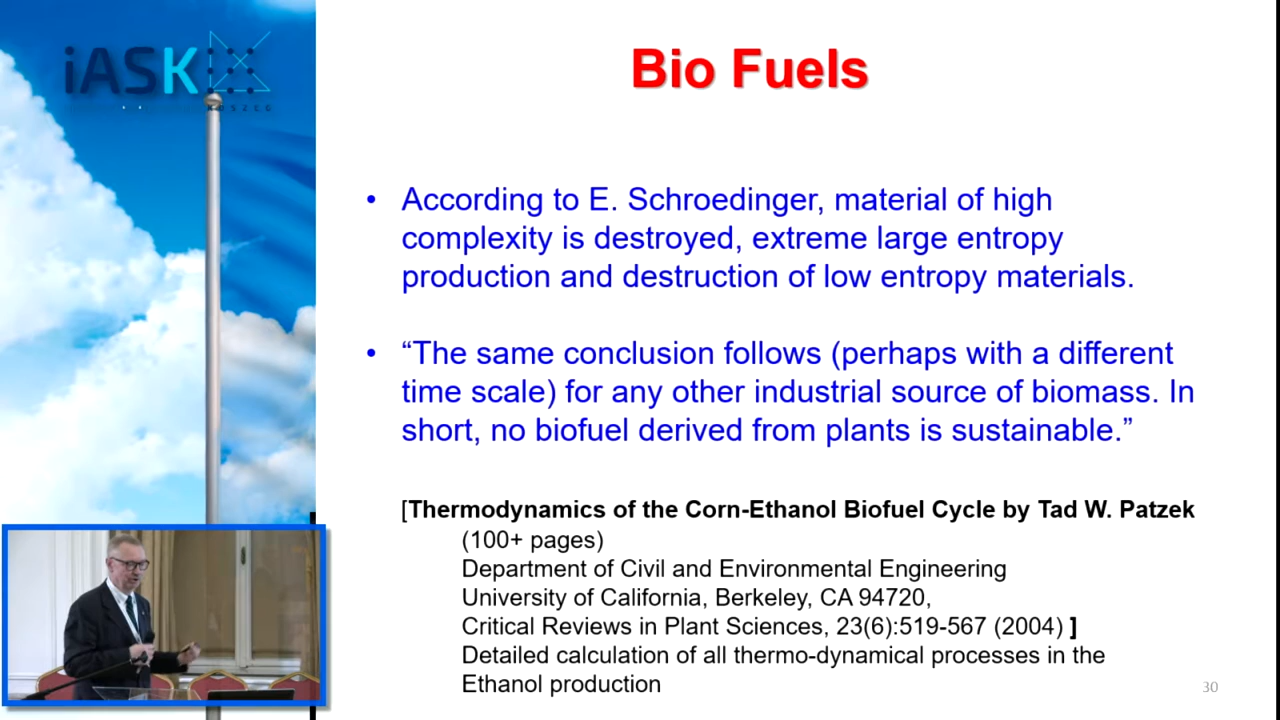 iASK
KOSZEG
Bio Fuels
• According to E. Schroedinger, material of high
complexity is destroyed, extreme large entropy
production and destruction of low entropy materials.
• “The same conclusion follows (perhaps with a different
time scale) for any other industrial source of biomass. In
short, no biofuel derived from plants is sustainable.”
[Thermodynamics of the Corn-Ethanol Biofuel Cycle by Tad W. Patzek
(100+ pages)
Department of Civil and Environmental Engineering
University of California, Berkeley, CA 94720,
Critical Reviews in Plant Sciences, 23(6):519-567 (2004) ]
Detailed calculation of all thermo-dynamical processes in the
Ethanol production
30